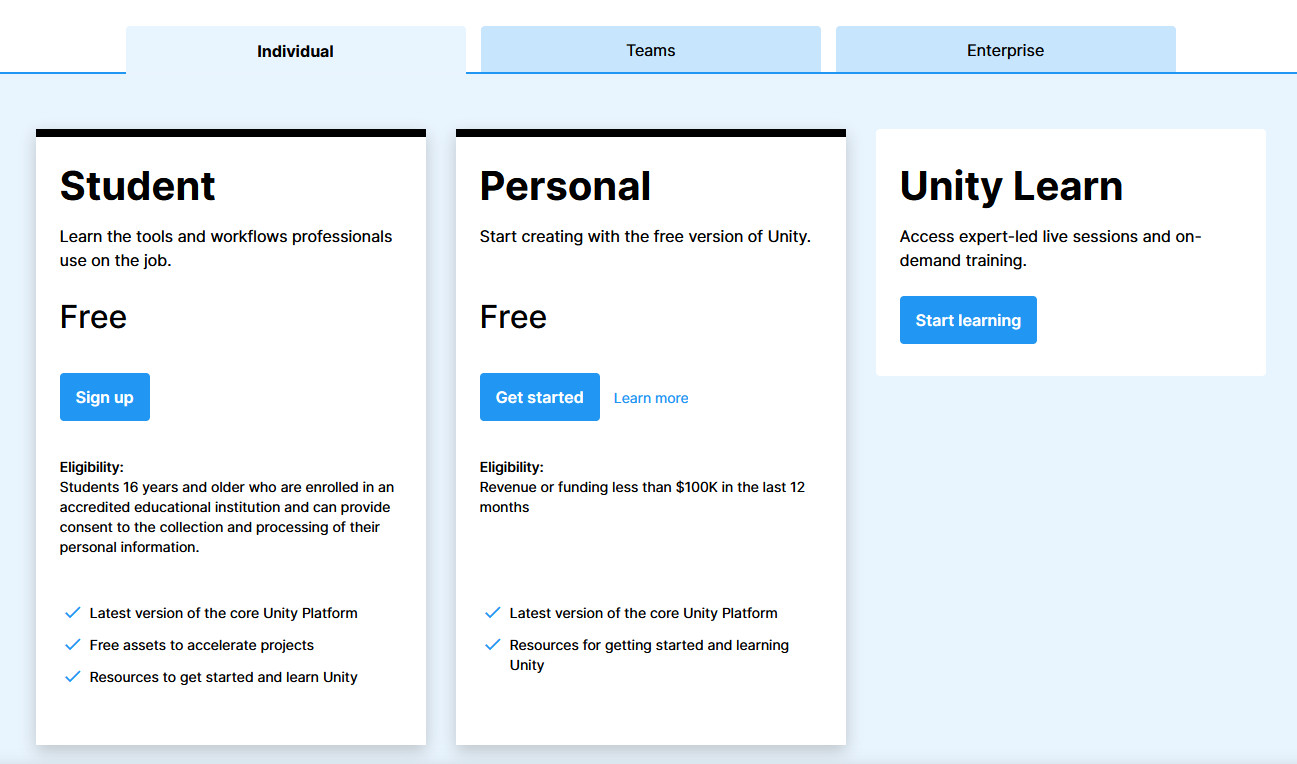 Individual
Teams
Enterprise
Student
Learn the tools and workflows professionals
use on the job.
Free
Sign up
Eligibility:
Students 16 years and older who are enrolled in an
accredited educational institution and can provide
consent to the collection and processing of their
personal information.
Latest version of the core Unity Platform
Free assets to accelerate projects
Resources to get started and learn Unity
Personal
Start creating with the free version of Unity.
Free
Get started
Learn more
Eligibility:
Revenue or funding less than $100K in the last 12
months
Latest version of the core Unity Platform
Resources for getting started and learning
Unity
Unity Learn
Access expert-led live sessions and on-
demand training.
Start learning